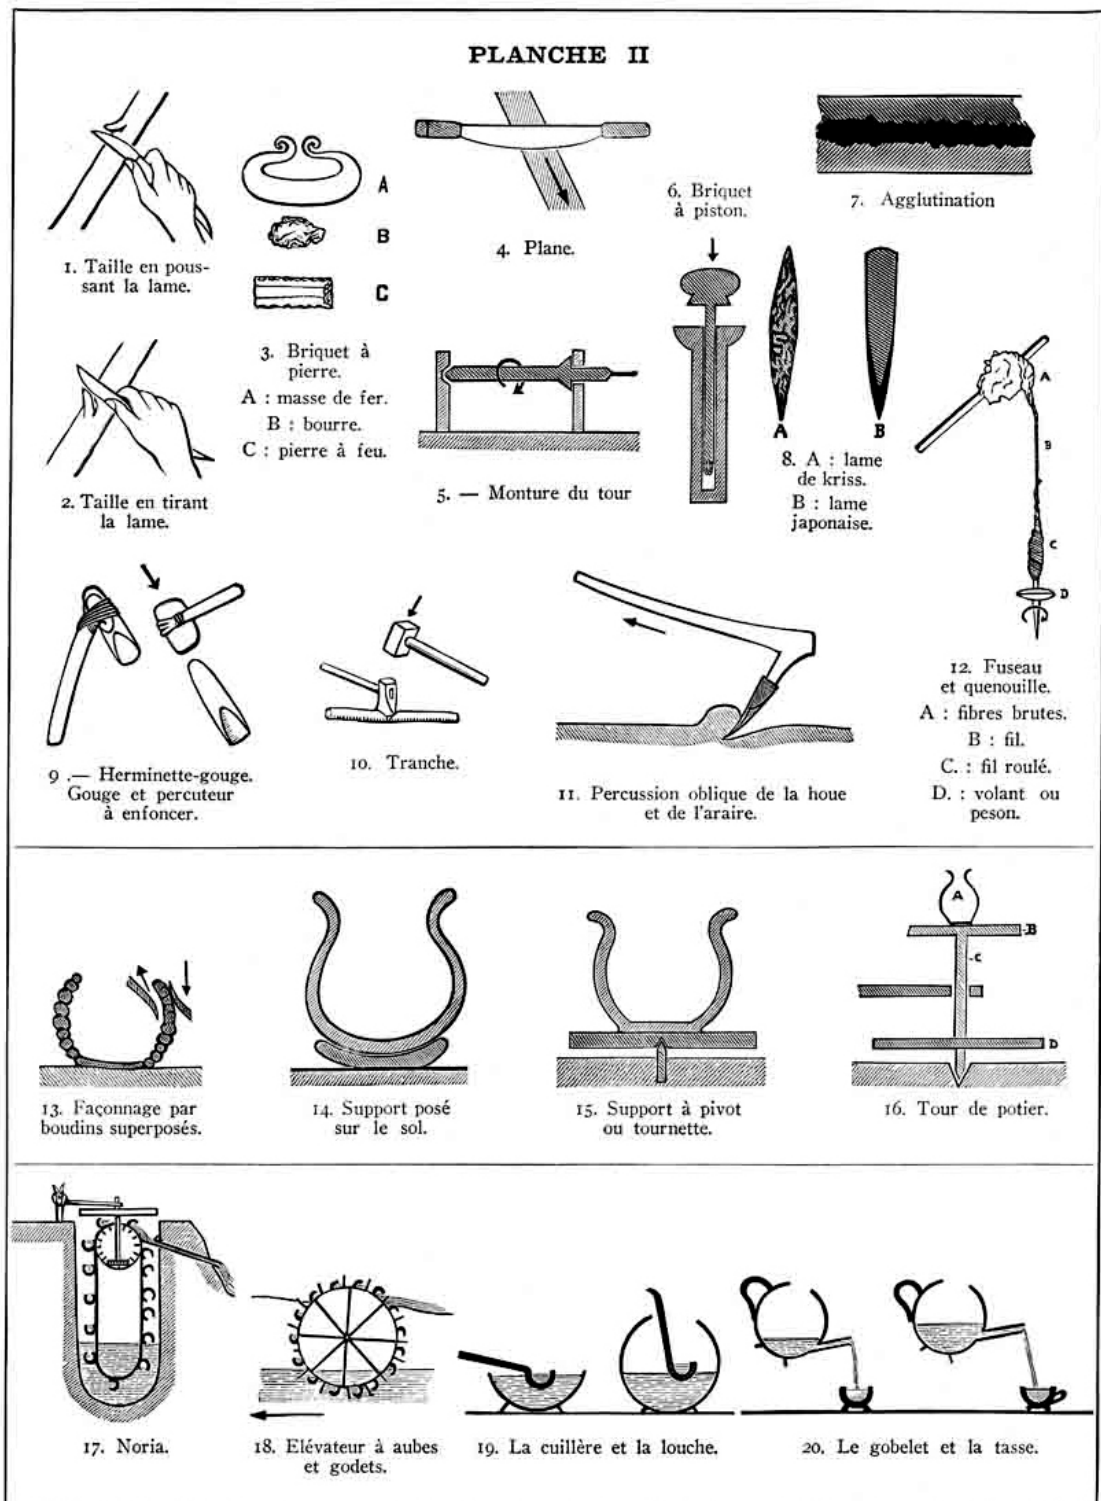 PLANCHE II
1. Taille en pous-
sant la lame.
2. Taille en tirant
la lame.
A
B
C
3. Briquet à
pierre.
A : masse de fer.
B : bourre.
C : pierre à feu.
4. Plane.
5. — Monture du tour
6. Briquet
à piston.
7. Agglutination
A
B
8. A : lame
de kriss.
B : lame
japonaise.
9 .— Herminette-gouge.
Gouge et percuteur
à enfoncer.
10. Tranche.
11. Percussion oblique de la houe
et de l'araire.
A
B
C
D
12. Fuseau
et quenouille.
A : fibres brutes.
B : fil.
C. : fil roulé.
D. : volant ou
peson.
13. Façonnage par
boudins superposés.
14. Support posé
sur le sol.
15. Support à pivot
ou tournette.
A
B
C
D
16. Tour de potier.
17. Noria.
18. Elévateur à aubes
et godets.
19. La cuillère et la louche.
20. Le gobelet et la tasse.